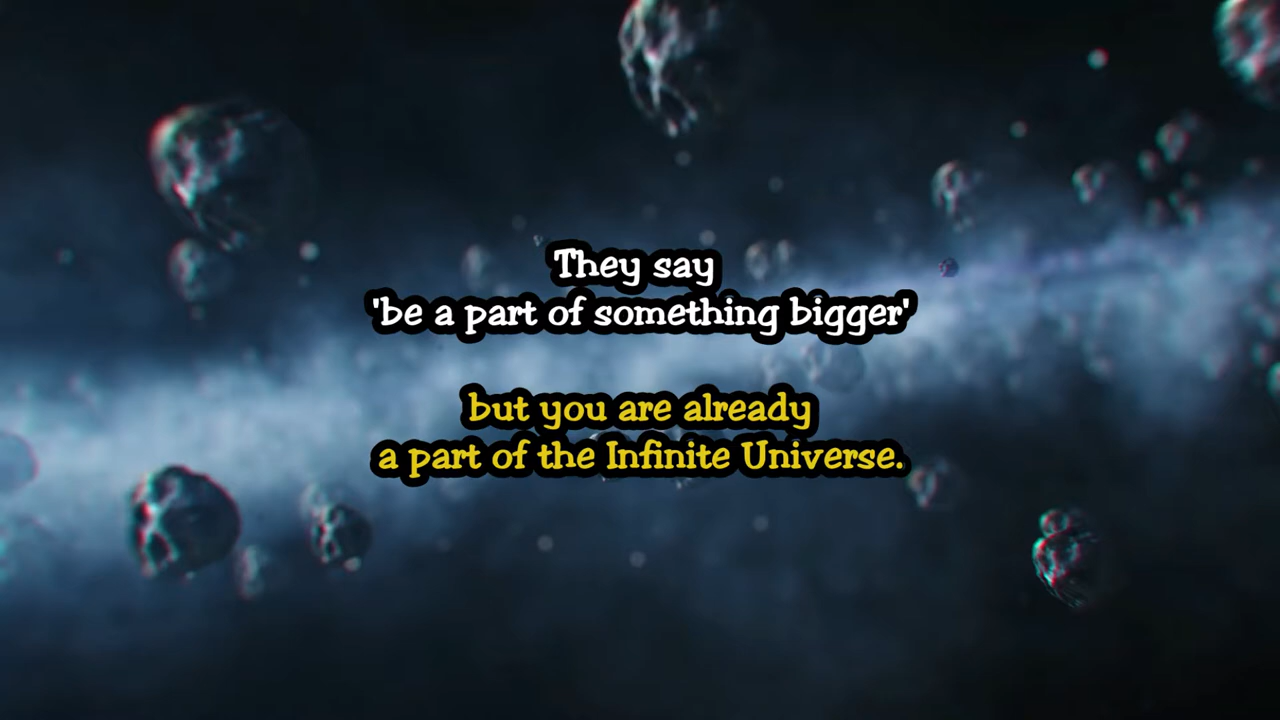 They say
'be a part of something bigger'
but you are already
a part of the Infinite Universe.